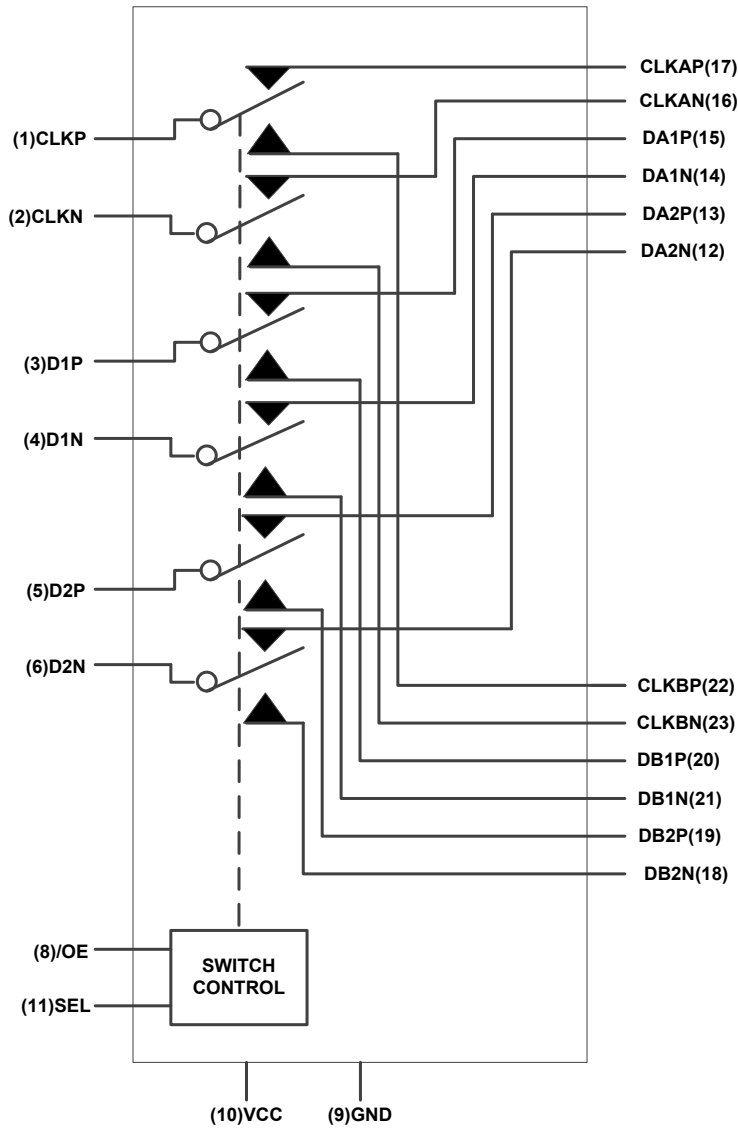 CLKAP(17)
CLKAN(16)
(1)CLKP
DA1P(15)
DA1N(14)
(2)CLKN
DA2P(13)
DA2N(12)
(3)D1P
(4)D1N
(5)D2P
(6)D2N
CLKBP(22)
CLKBN(23)
DB1P(20)
DB1N(21)
DB2P(19)
DB2N(18)
(8)/OE
SWITCH
CONTROL
(11)SEL
(10)VCC
(9)GND